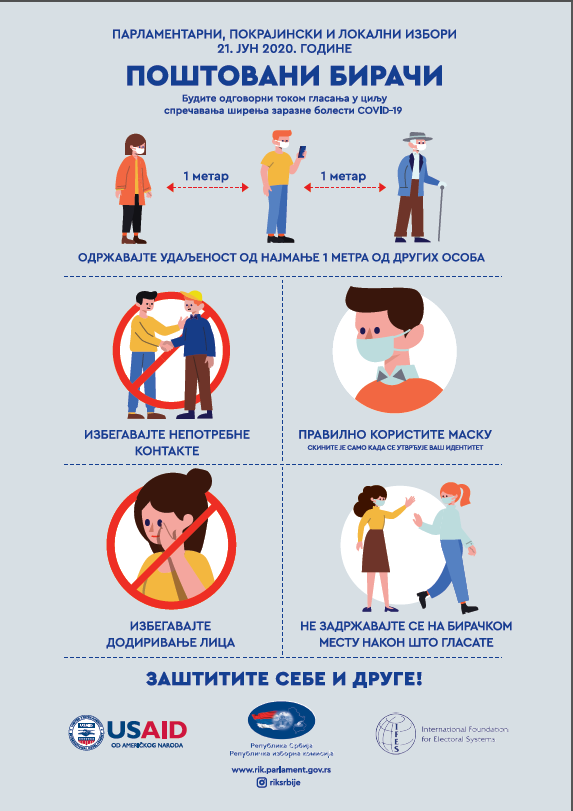 ПАРЛАМЕНТАРНИ, ПОКРАЈИНСКИ И ЛОКАЛНИ ИЗБОРИ
21. ЈУН 2020. ГОДИНЕ
ПОШТОВАНИ БИРАЧИ
Будите одговорни током гласања у циљу
спречавања ширења заразне болести COVID-19
1 метар
1 метар
ОДРЖАВАЈТЕ УДАЉЕНОСТ ОД НАЈМАЊЕ 1 МЕТРА ОД ДРУГИХ ОСОБА
ИЗБЕГАВАЈТЕ НЕПОТРЕБНЕ
КОНТАКТЕ
ПРАВИЛНО КОРИСТИТЕ МАСКУ
СКИНИТЕ ЈЕ САМО КАДА СЕ УТВРЂУЈЕ ВАШ ИДЕНТИТЕТ
ИЗБЕГАВАЈТЕ
ДОДИРИВАЊЕ ЛИЦА
НЕ ЗАДРЖАВАЈТЕ СЕ НА БИРАЧКОМ
МЕСТУ НАКОН ШТО ГЛАСАТЕ
ЗАШТИТИТЕ СЕБЕ И ДРУГЕ!
USAID
ОД АМЕРИЧКОГ НАРОДА
Република Србија
Републичка изборна комисија
www.rik.parlament.gov.rs
riksrbije
IFES
International Foundation
for Electoral Systems